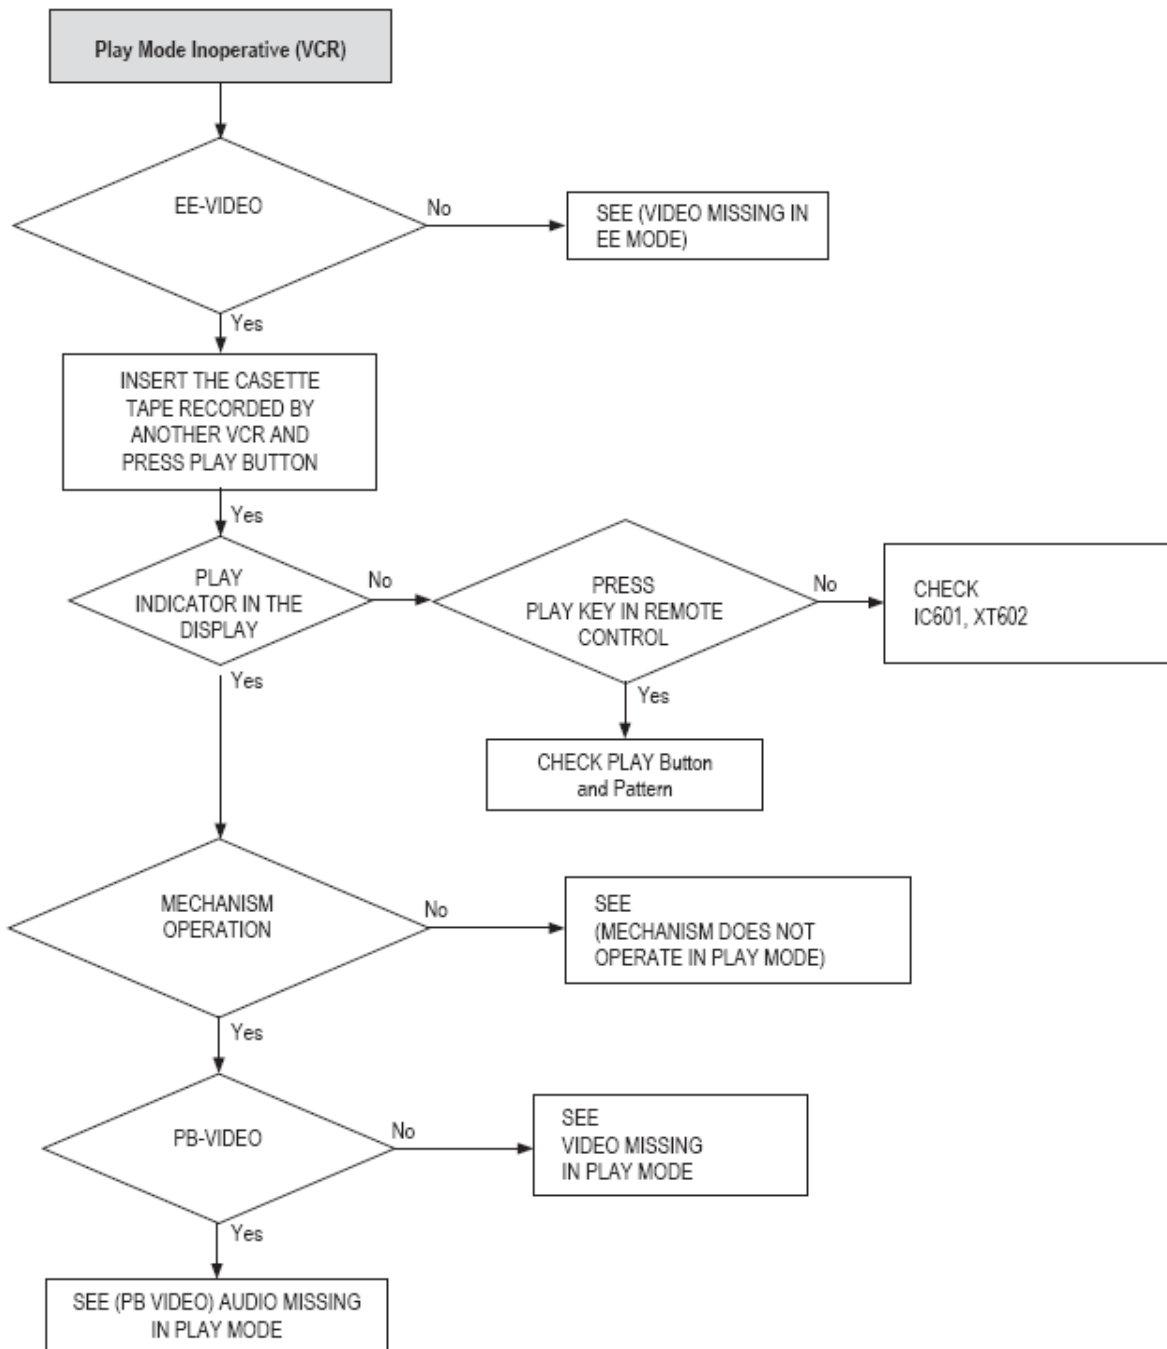 Play Mode Inoperative (VCR)
EE-VIDEO
No
SEE (VIDEO MISSING IN
EE MODE)
Yes
INSERT THE CASETTE
TAPE RECORDED BY
ANOTHER VCR AND
PRESS PLAY BUTTON
Yes
PLAY
INDICATOR IN THE
DISPLAY
No
PRESS
PLAY KEY IN REMOTE
CONTROL
No
CHECK
IC601, XT602
Yes
Yes
CHECK PLAY Button
and Pattern
MECHANISM
OPERATION
No
SEE
(MECHANISM DOES NOT
OPERATE IN PLAY MODE)
Yes
PB-VIDEO
No
SEE
VIDEO MISSING
IN PLAY MODE
Yes
SEE (PB VIDEO) AUDIO MISSING
IN PLAY MODE